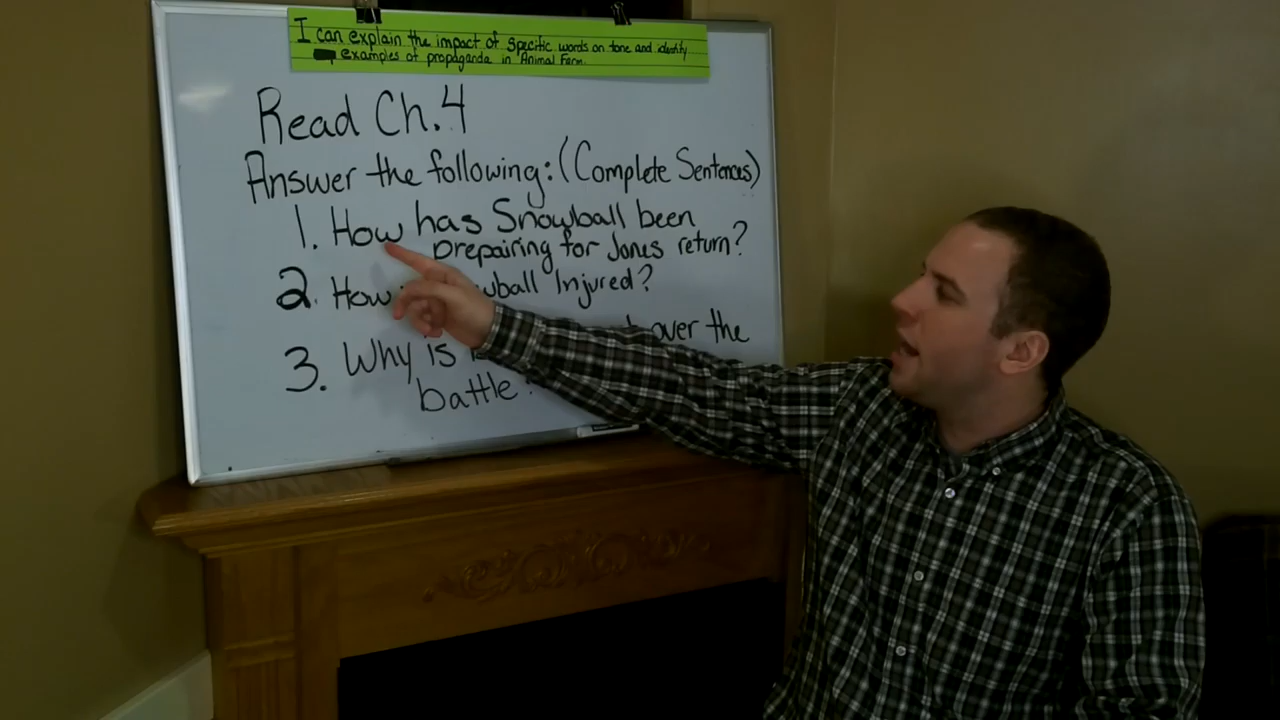 I can explain the impact of specific words on tone and identify
examples of propaganda in Animal Farm.
Read Ch.4
Answer the following: (Complete Sentences)
1. How has Snowball been
preparing for Jones return?
2. How Injured?
3. Why is over the
battle?